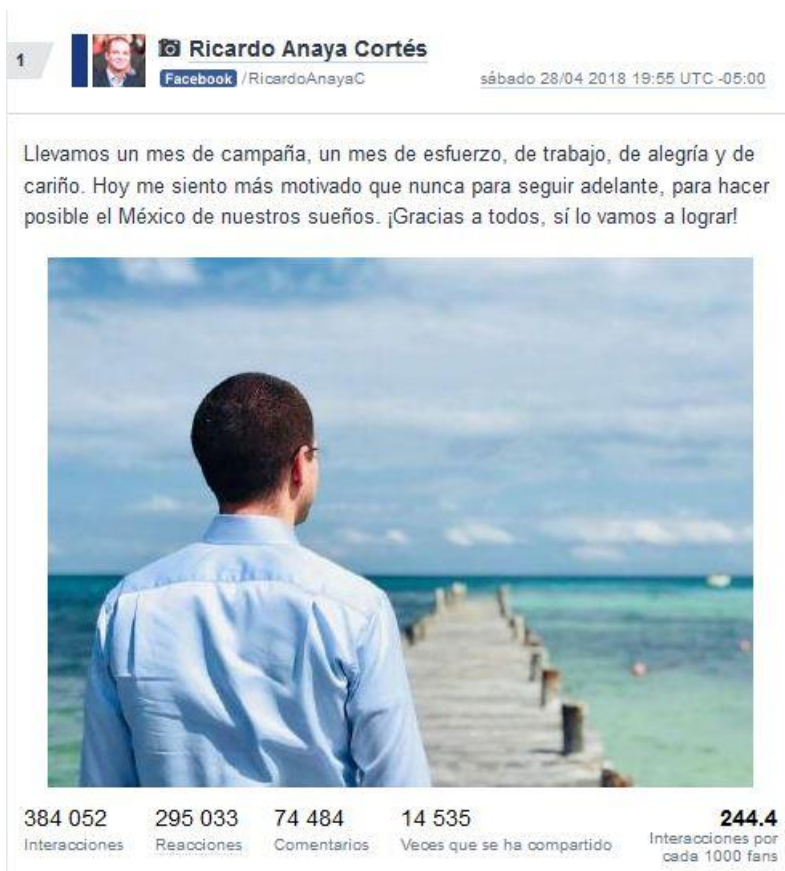 1
Ricardo Anaya Cortés
Facebook /RicardoAnayaC
sábado 28/04 2018 19:55 UTC -05:00
Llevamos un mes de campaña, un mes de esfuerzo, de trabajo, de alegría y de
cariño. Hoy me siento más motivado que nunca para seguir adelante, para hacer
posible el México de nuestros sueños. ¡Gracias a todos, sí lo vamos a lograr!
384 052
Interacciones
295 033
Reacciones
74 484
Comentarios
14 535
Veces que se ha compartido
244.4
Interacciones por
cada 1000 fans